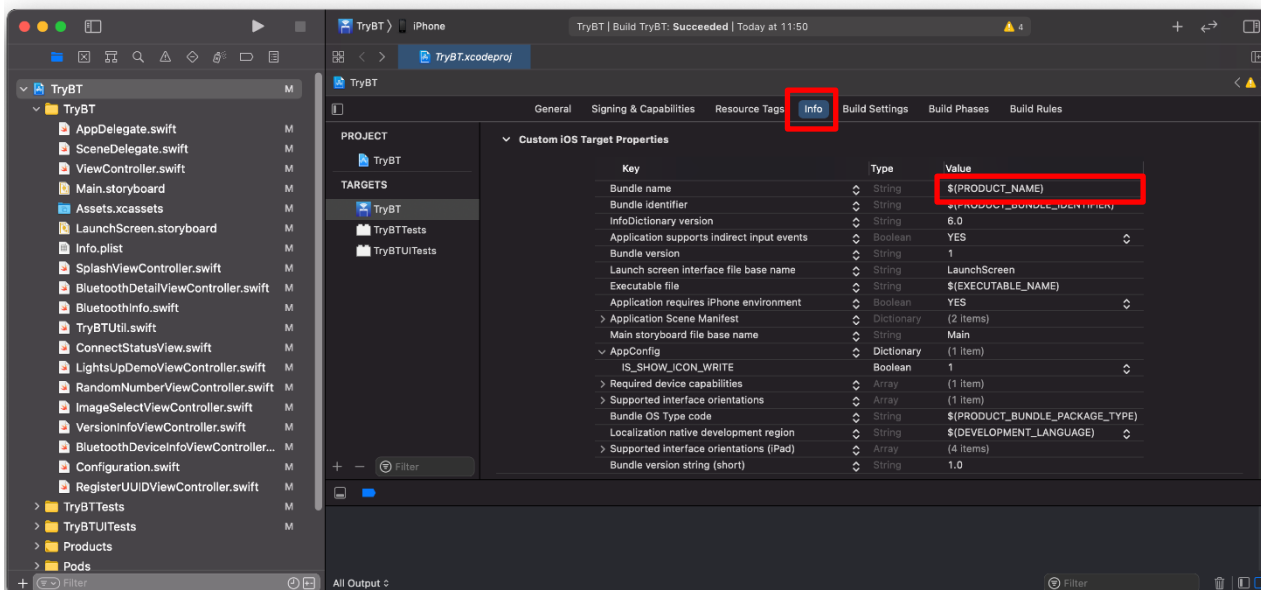 TryBT 〉 iPhone
TryBT | Build TryBT: Succeeded | Today at 11:50
4
TryBT.xcodeproj
TryBT M
TryBT
TryBT
AppDelegate.swift M
SceneDelegate.swift M
ViewController.swift M
Main.storyboard M
Assets.xcassets M
LaunchScreen.storyboard M
Info.plist M
SplashViewController.swift M
BluetoothDetailViewController.swift M
BluetoothInfo.swift M
TryBTUtil.swift M
ConnectStatusView.swift M
LightsUpDemoViewController.swift M
RandomNumberViewController.swift M
ImageSelectViewController.swift M
VersionInfoViewController.swift M
BluetoothDeviceInfoViewController... M
Configuration.swift M
RegisterUUIDViewController.swift M
TryBTTests M
TryBTUITests M
Products
Pods
Filter
General Signing & Capabilities Resource Tags Info Build Settings Build Phases Build Rules
PROJECT
TryBT
TARGETS
TryBT
TryBTTests
TryBTUITests
Filter
Custom iOS Target Properties
Key Type Value
Bundle name String $(PRODUCT_NAME)
Bundle identifier String $(PRODUCT_BUNDLE_IDENTIFIER)
InfoDictionary version String 6.0
Application supports indirect input events Boolean YES
Bundle version String 1
Launch screen interface file base name String LaunchScreen
Executable file String $(EXECUTABLE_NAME)
Application requires iPhone environment Boolean YES
Application Scene Manifest Dictionary (2 items)
Main storyboard file base name String Main
AppConfig Dictionary (1 item)
IS_SHOW_ICON_WRITE Boolean 1
Required device capabilities Array (1 item)
Supported interface orientations Array (1 item)
Bundle OS Type code String $(PRODUCT_BUNDLE_PACKAGE_TYPE)
Localization native development region String $(DEVELOPMENT_LANGUAGE)
Supported interface orientations (iPad) Array (4 items)
Bundle version string (short) String 1.0
All Output
Filter